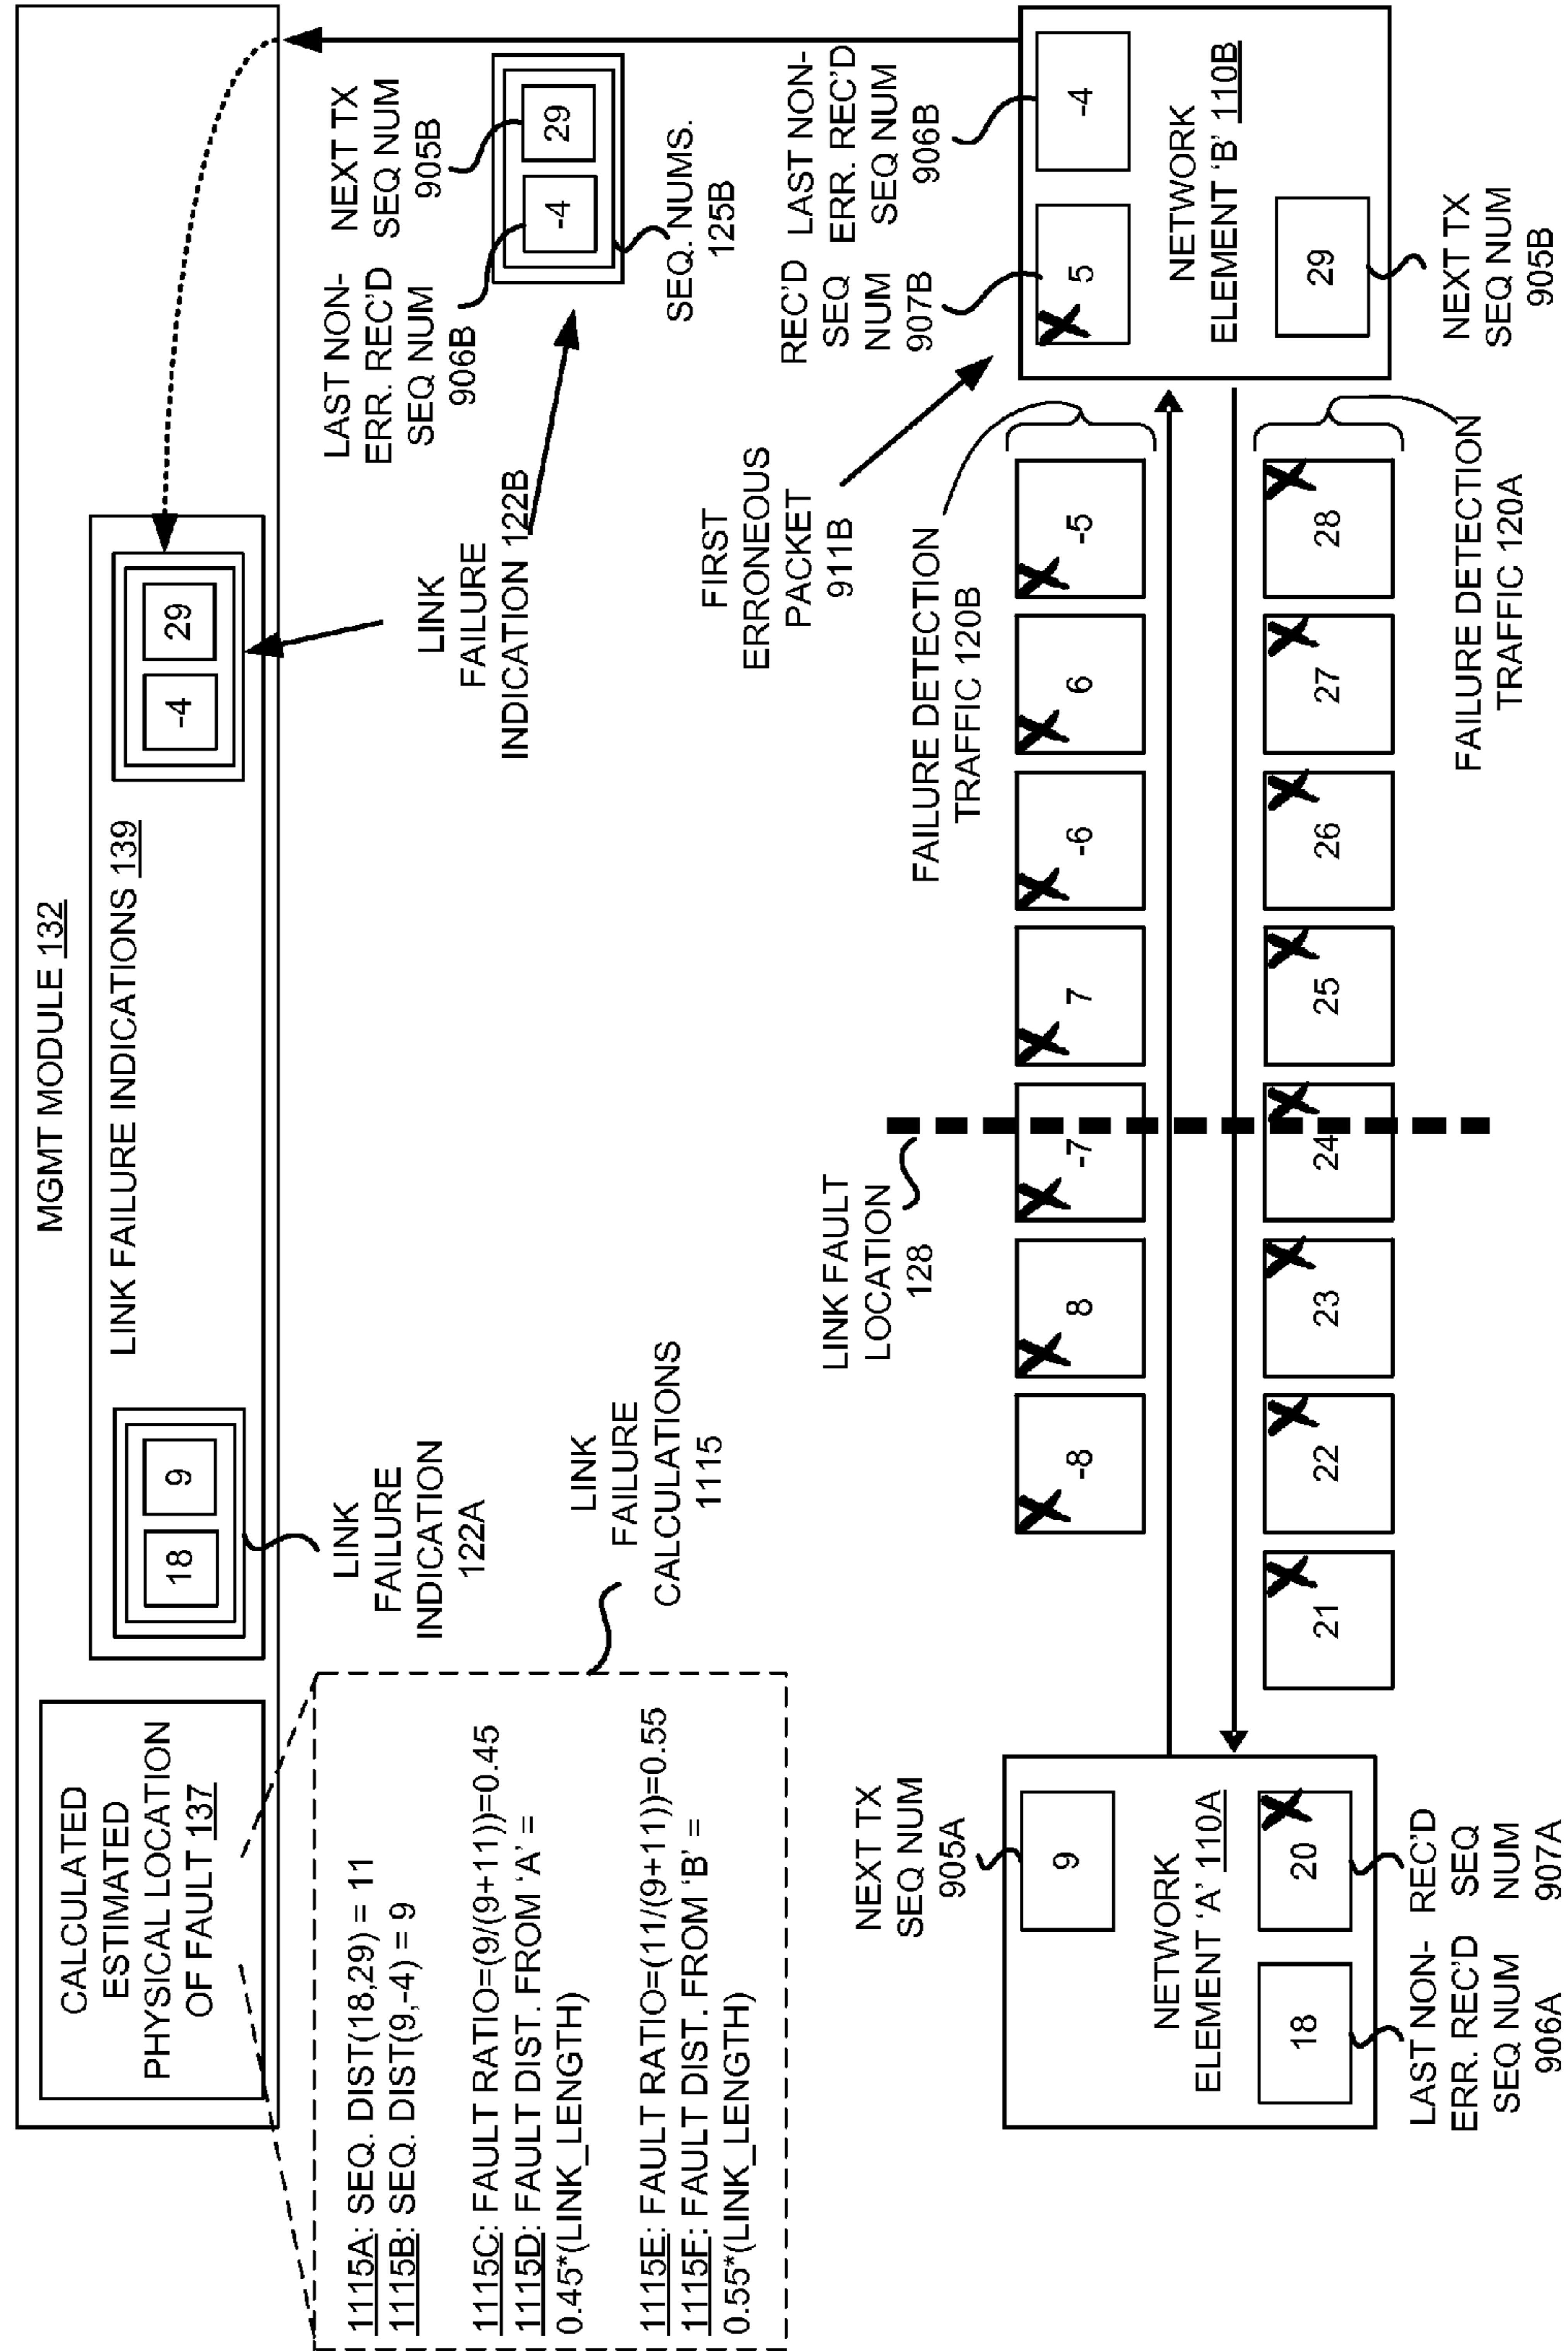 MGMT MODULE 132
CALCULATED
ESTIMATED
PHYSICAL LOCATION
OF FAULT 137
LINK FAILURE INDICATIONS 139
18
9
-4
29
LINK
FAILURE
INDICATION
122A
LINK
FAILURE
INDICATION 122B
LAST NON-
ERR. REC'D
SEQ NUM
906B
NEXT TX
SEQ NUM
905B
-4
29
SEQ. NUMS.
125B
1115A: SEQ. DIST(18,29) = 11
1115B: SEQ. DIST(9,-4) = 9
1115C: FAULT RATIO=(9/(9+11))=0.45
1115D: FAULT DIST. FROM 'A' =
0.45*(LINK_LENGTH)
1115E: FAULT RATIO=(11/(9+11))=0.55
1115F: FAULT DIST. FROM 'B' =
0.55*(LINK_LENGTH)
LINK
FAILURE
CALCULATIONS
1115
FIRST
ERRONEOUS
PACKET
911B
REC'D
SEQ
NUM
907B
LAST NON-
ERR. REC'D
SEQ NUM
906B
LINK FAULT
LOCATION
128
FAILURE DETECTION
TRAFFIC 120B
NEXT TX
SEQ NUM
905A
9
NETWORK
ELEMENT 'A' 110A
18
20
LAST NON-
ERR. REC'D
SEQ NUM
906A
REC'D
SEQ
NUM
907A
-8
8
-7
7
-6
6
-5
5
-4
NETWORK
ELEMENT 'B' 110B
29
21
22
23
24
25
26
27
28
FAILURE DETECTION
TRAFFIC 120A
NEXT TX
SEQ NUM
905B